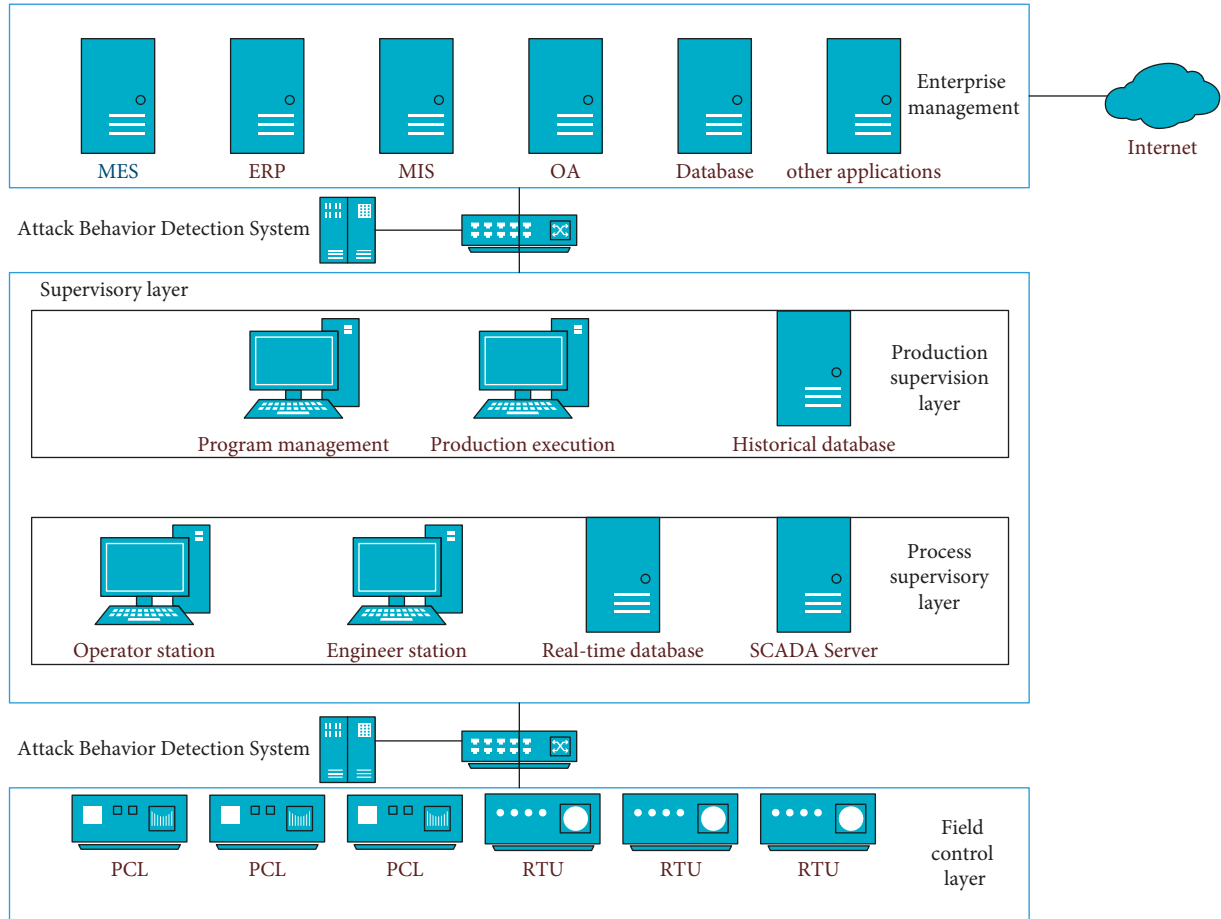 Enterprise
management
MES
ERP
MIS
OA
Database
other applications
Internet
Attack Behavior Detection System
Supervisory layer
Production
supervision
layer
Program management
Production execution
Historical database
Process
supervisory
layer
Operator station
Engineer station
Real-time database
SCADA Server
Attack Behavior Detection System
PCL
PCL
PCL
RTU
RTU
RTU
Field
control
layer